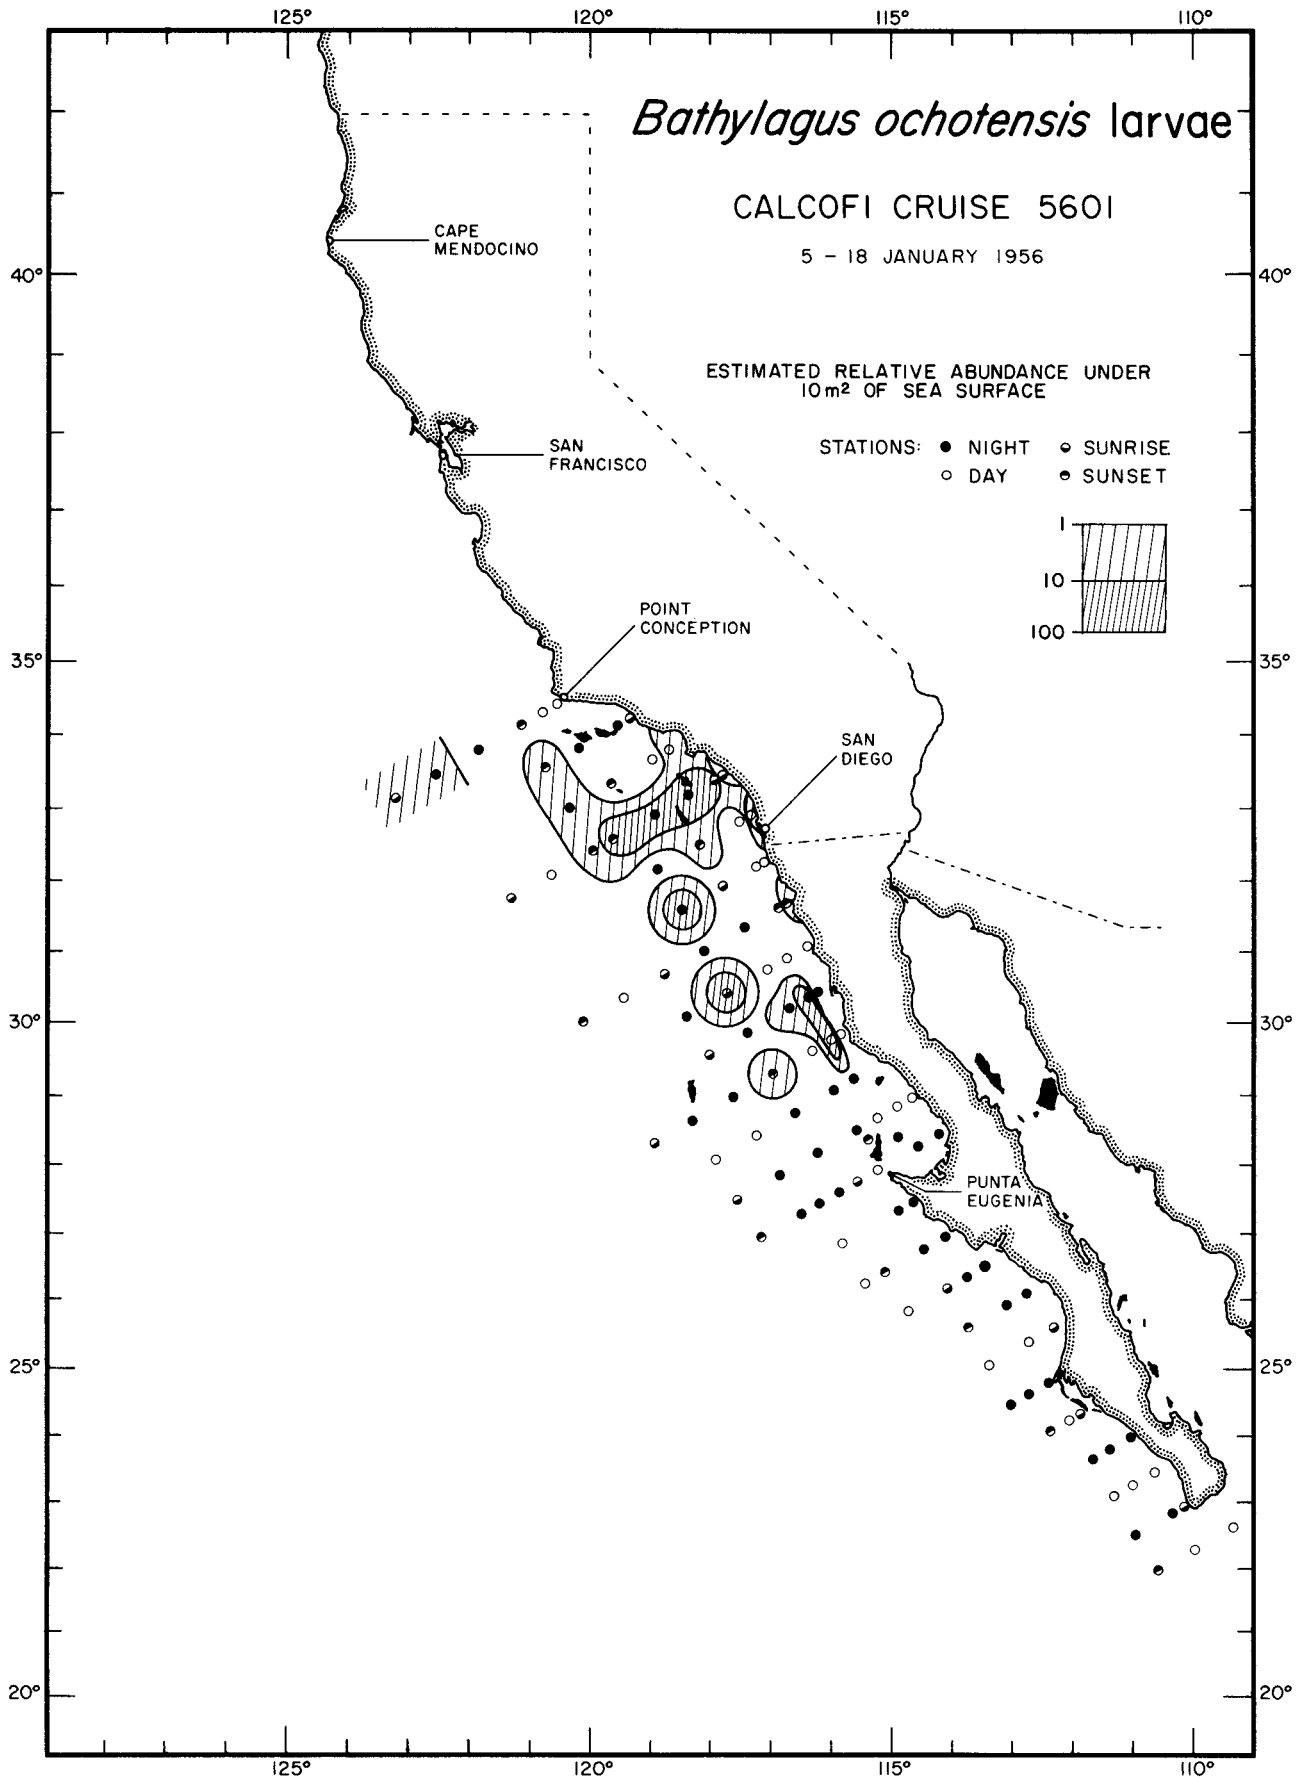 125° 120° 115° 110°
Bathylagus ochotensis larvae
CALCOFI CRUISE 5601
5 – 18 JANUARY 1956
CAPE
MENDOCINO
40° 40°
ESTIMATED RELATIVE ABUNDANCE UNDER
10m² OF SEA SURFACE
STATIONS: NIGHT SUNRISE
DAY SUNSET
SAN
FRANCISCO
1
10
100
POINT
CONCEPTION
35° 35°
SAN
DIEGO
30° 30°
PUNTA
EUGENIA
25° 25°
20° 20°
125° 120° 115° 110°